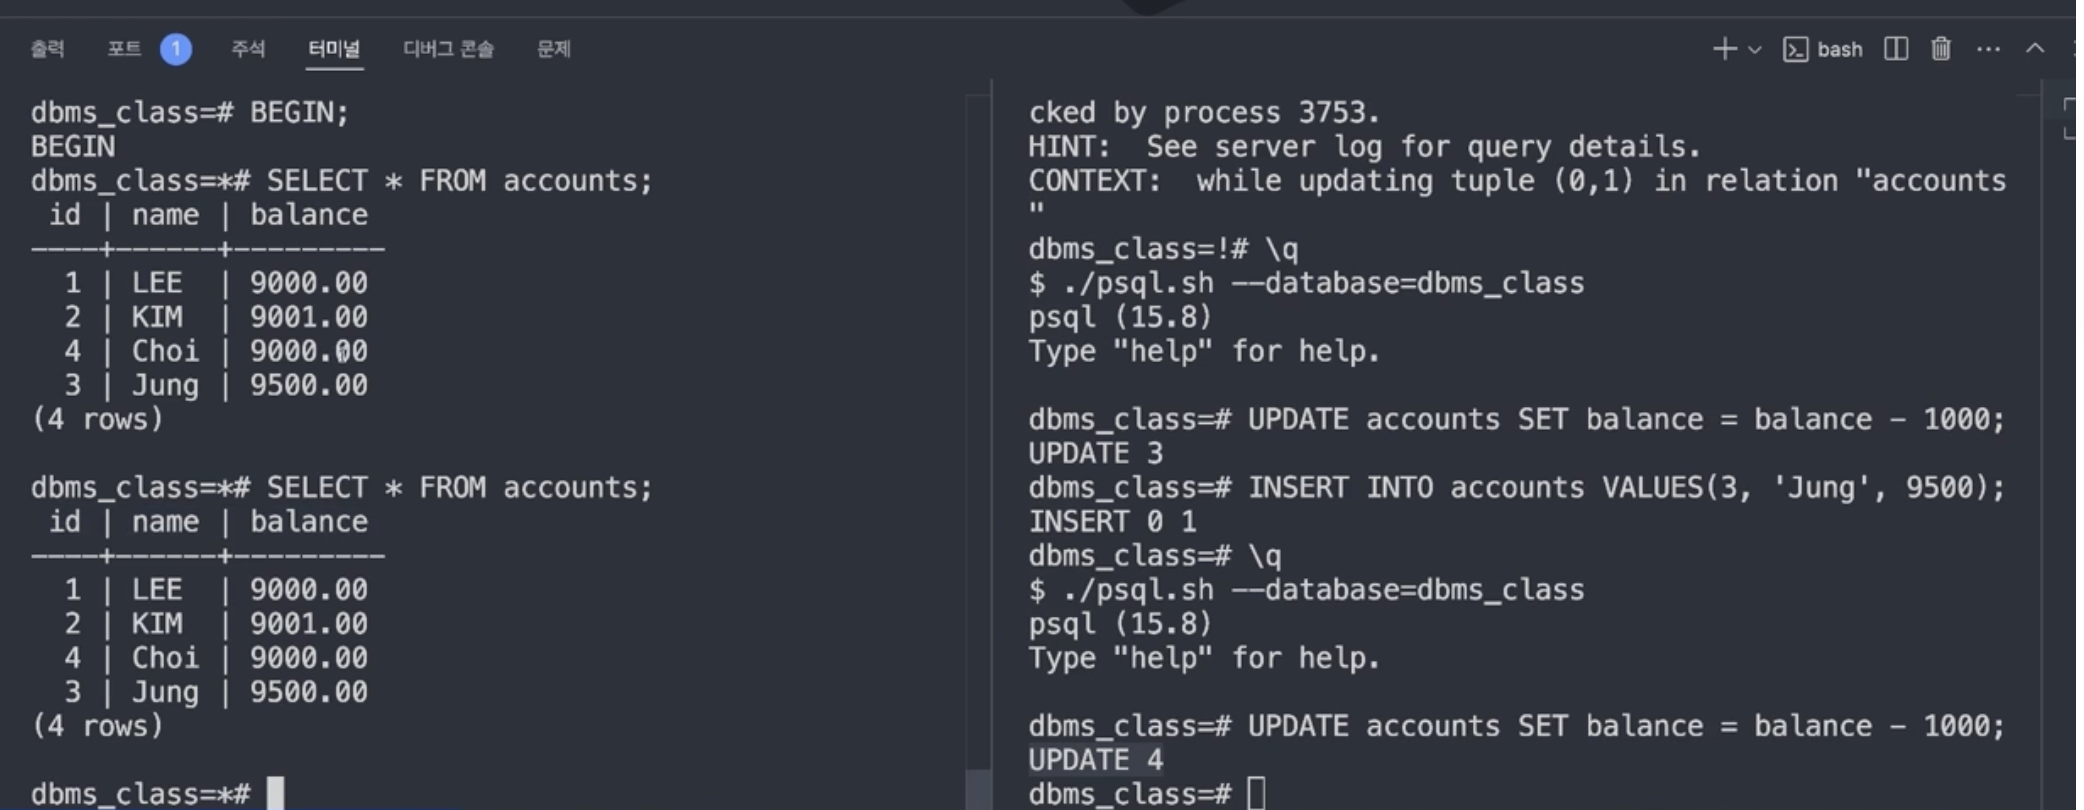 출력 포트 1 주석 터미널 디버그 콘솔 문제 bash
dbms_class=# BEGIN;
BEGIN
dbms_class=*# SELECT * FROM accounts;
 id | name | balance
----+------+---------
  1 | LEE  | 9000.00
  2 | KIM  | 9001.00
  4 | Choi | 9000.00
  3 | Jung | 9500.00
(4 rows)
dbms_class=*# SELECT * FROM accounts;
 id | name | balance
----+------+---------
  1 | LEE  | 9000.00
  2 | KIM  | 9001.00
  4 | Choi | 9000.00
  3 | Jung | 9500.00
(4 rows)
dbms_class=*#
cked by process 3753.
HINT:  See server log for query details.
CONTEXT:  while updating tuple (0,1) in relation "accounts
"
dbms_class=!# \q
$ ./psql.sh --database=dbms_class
psql (15.8)
Type "help" for help.
dbms_class=# UPDATE accounts SET balance = balance - 1000;
UPDATE 3
dbms_class=# INSERT INTO accounts VALUES(3, 'Jung', 9500);
INSERT 0 1
dbms_class=# \q
$ ./psql.sh --database=dbms_class
psql (15.8)
Type "help" for help.
dbms_class=# UPDATE accounts SET balance = balance - 1000;
UPDATE 4
dbms_class=#